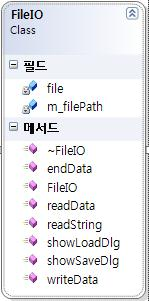 FileIO
Class
필드
file
m_filePath
메서드
~FileIO
endData
FileIO
readData
readString
showLoadDlg
showSaveDlg
writeData